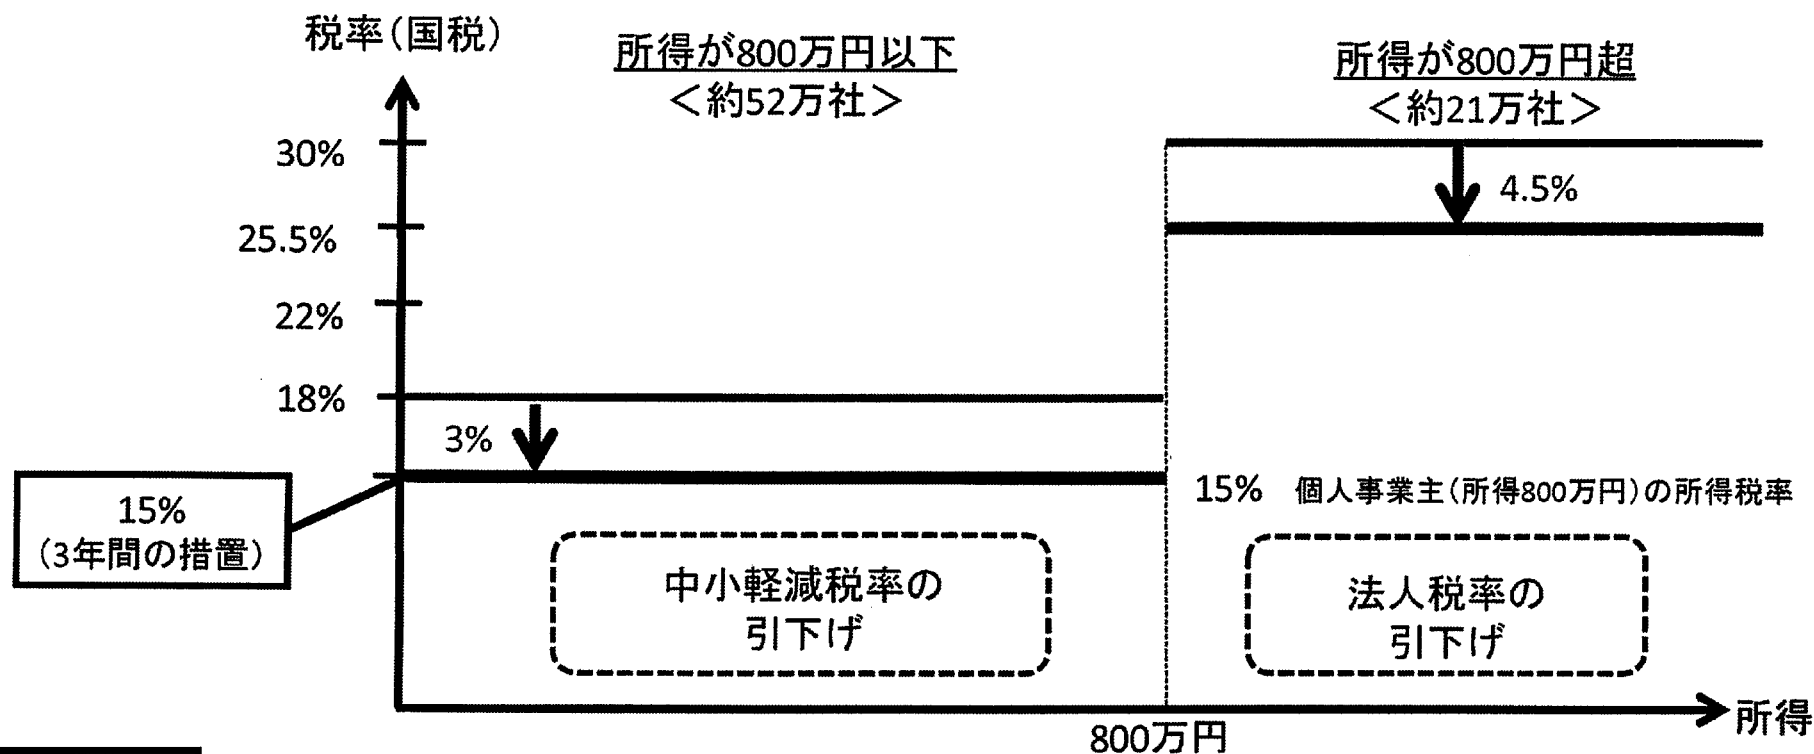 税率(国税)
所得が800万円以下
＜約52万社＞
所得が800万円超
＜約21万社＞
30%
4.5%
25.5%
22%
18%
3%
15%
(3年間の措置)
15% 個人事業主(所得800万円)の所得税率
中小軽減税率の
引下げ
法人税率の
引下げ
800万円
所得